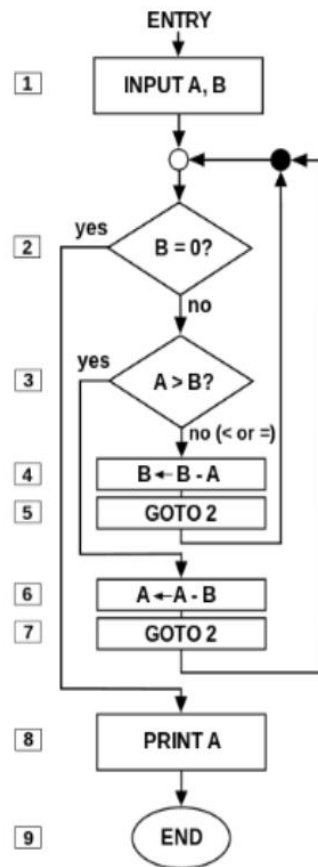 ENTRY
1
INPUT A, B
2
yes
B = 0?
no
3
yes
A > B?
no (< or =)
4
B ← B - A
5
GOTO 2
6
A ← A - B
7
GOTO 2
8
PRINT A
9
END